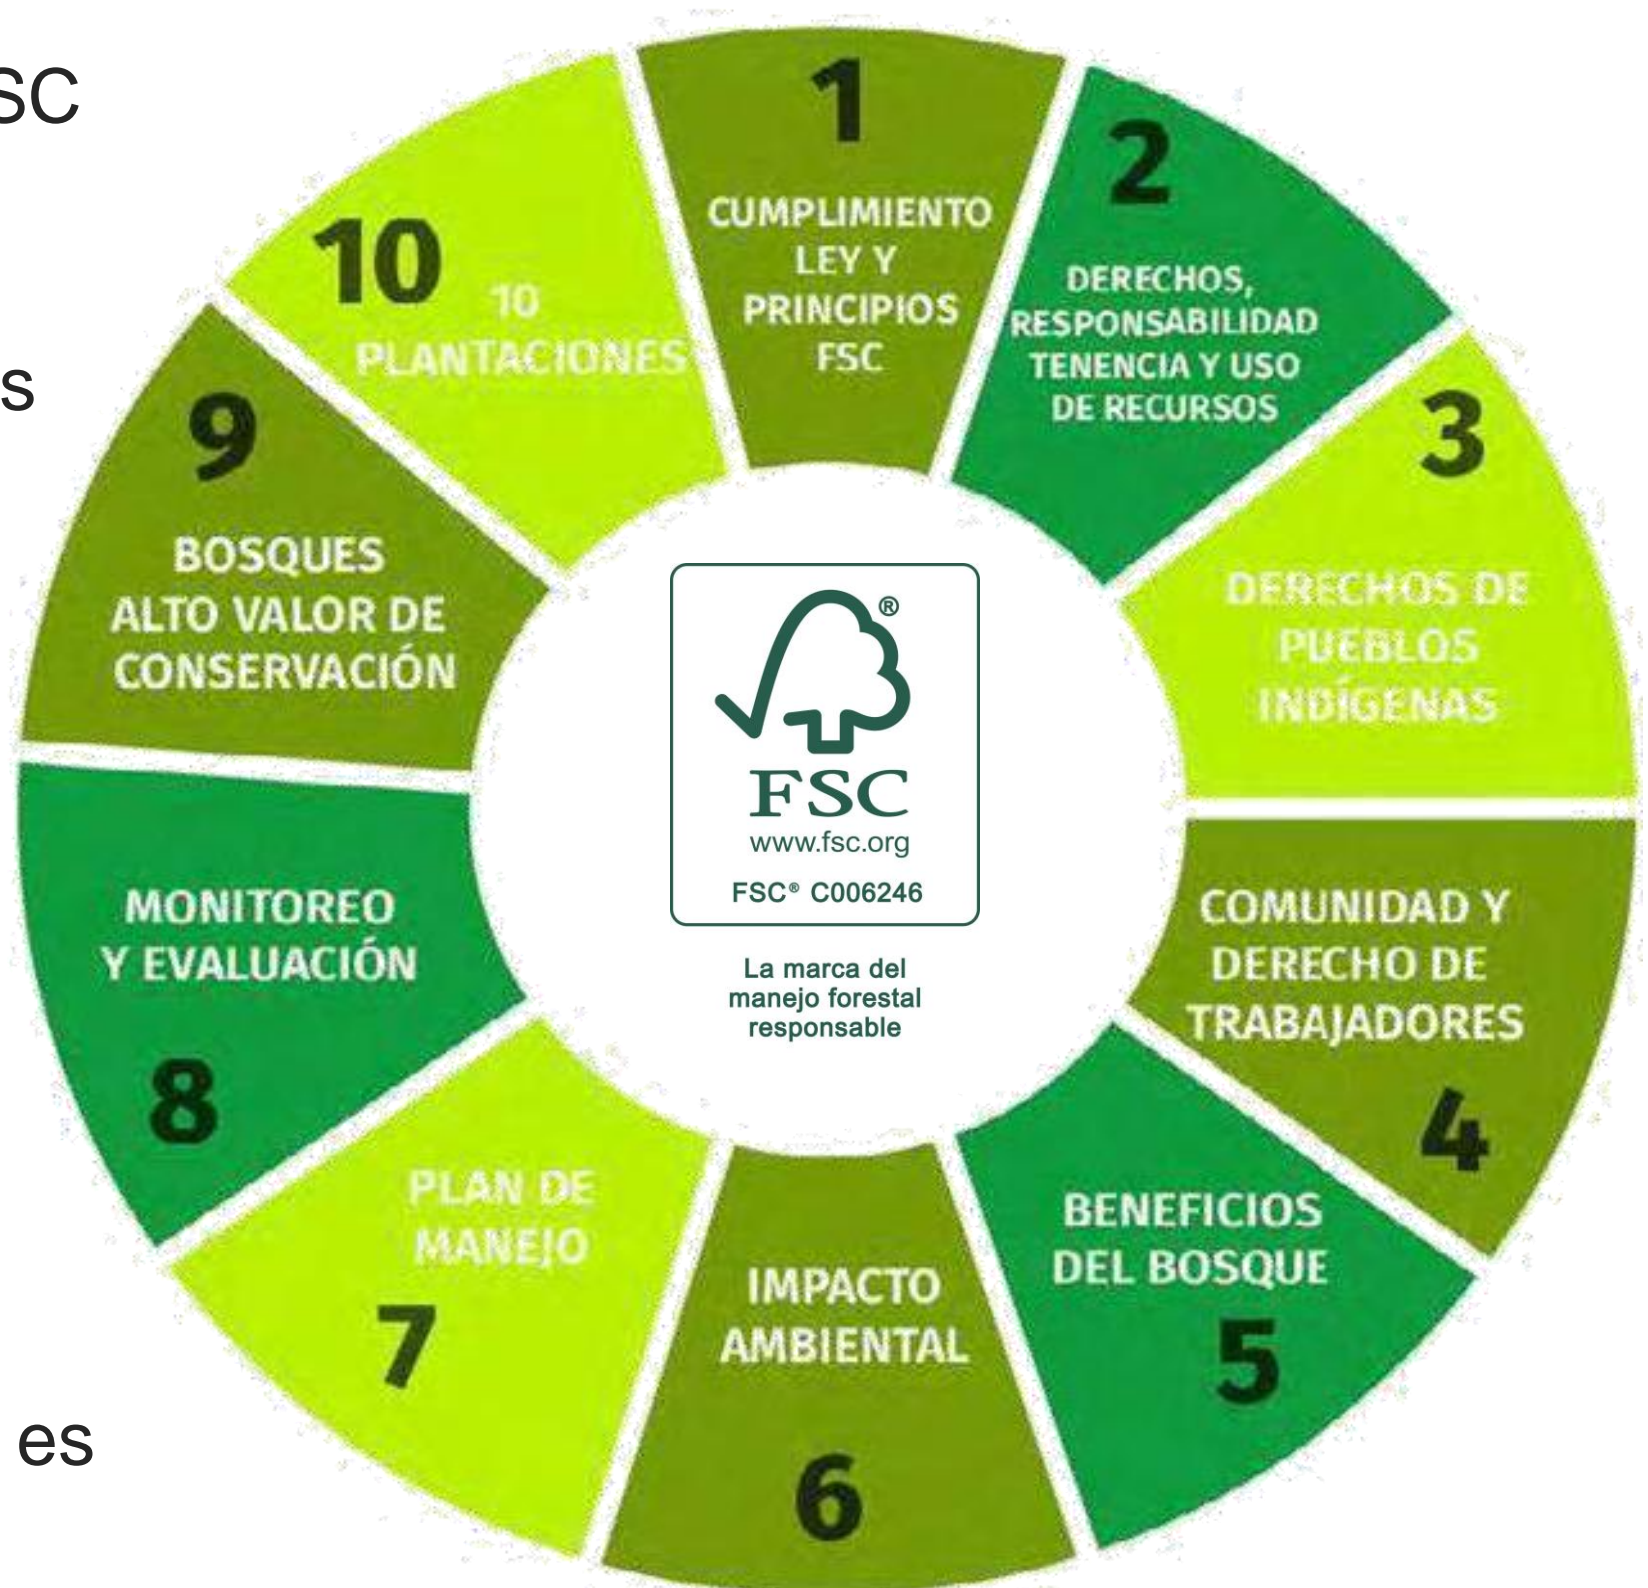 SC
s
es
1
CUMPLIMIENTO
LEY Y
PRINCIPIOS
FSC
2
DERECHOS,
RESPONSABILIDAD
TENENCIA Y USO
DE RECURSOS
3
DERECHOS DE
PUEBLOS
INDÍGENAS
COMUNIDAD Y
DERECHO DE
TRABAJADORES
4
BENEFICIOS
DEL BOSQUE
5
IMPACTO
AMBIENTAL
6
PLAN DE
MANEJO
7
MONITOREO
Y EVALUACIÓN
8
9
BOSQUES
ALTO VALOR DE
CONSERVACIÓN
10
10
PLANTACIONES
®
FSC
www.fsc.org
FSC® C006246
La marca del
manejo forestal
responsable